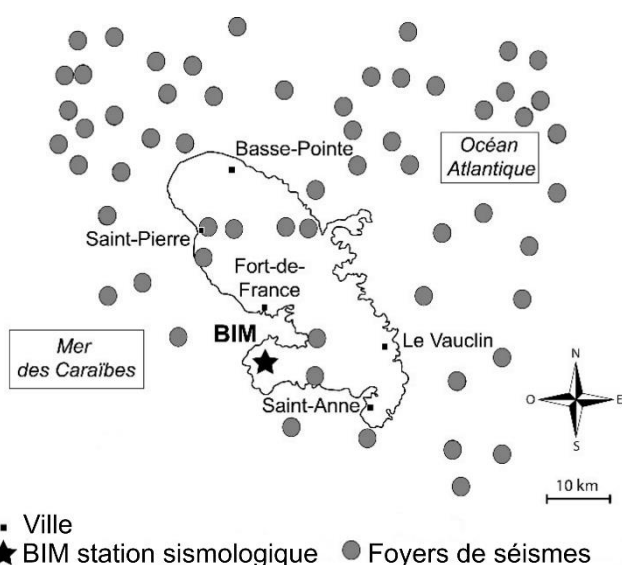 Basse-Pointe
Océan
Atlantique
Saint-Pierre
Fort-de-
France
BIM
Le Vauclin
Mer
des Caraïbes
Saint-Anne
N
O
E
S
10 km
Ville
BIM station sismologique
Foyers de séismes